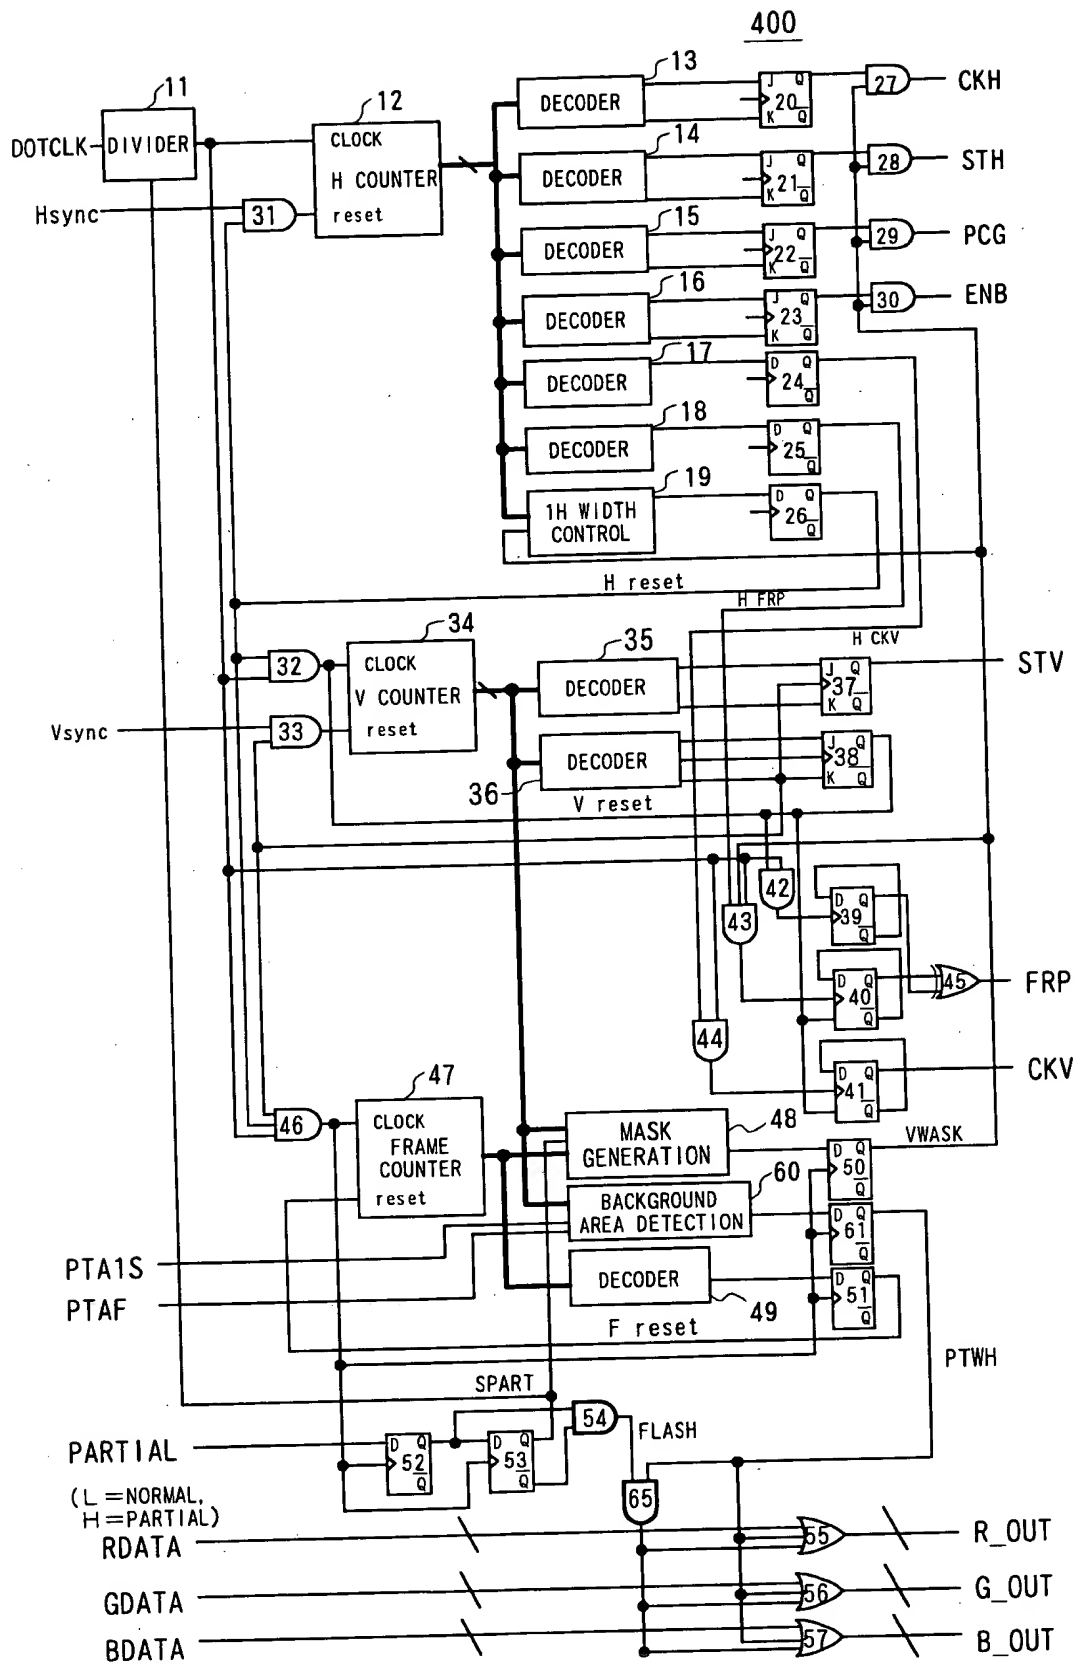 400
11
12
13
DOTCLK
DIVIDER
CLOCK
H COUNTER
reset
Hsync
31
DECODER
J Q
20
K Q
27
CKH
14
DECODER
J Q
21
K Q
28
STH
15
DECODER
J Q
22
K Q
29
PCG
16
DECODER
J Q
23
K Q
30
ENB
17
DECODER
D Q
24
Q
18
DECODER
D Q
25
Q
19
1H WIDTH
CONTROL
D Q
26
Q
H reset
H FRP
H CKV
34
32
CLOCK
V COUNTER
reset
Vsync
33
35
DECODER
J Q
37
K Q
STV
36
DECODER
J Q
38
K Q
V reset
42
43
44
D Q
39
Q
D Q
40
Q
45
FRP
D Q
41
Q
CKV
47
46
CLOCK
FRAME
COUNTER
reset
MASK
GENERATION
48
VWASK
D Q
50
Q
BACKGROUND
AREA DETECTION
60
D Q
61
Q
PTA1S
PTAF
DECODER
49
D Q
51
Q
F reset
PTWH
SPART
PARTIAL
(L=NORMAL,
H=PARTIAL)
D Q
52
Q
D Q
53
Q
54
FLASH
65
RDATA
55
R_OUT
GDATA
56
G_OUT
BDATA
57
B_OUT